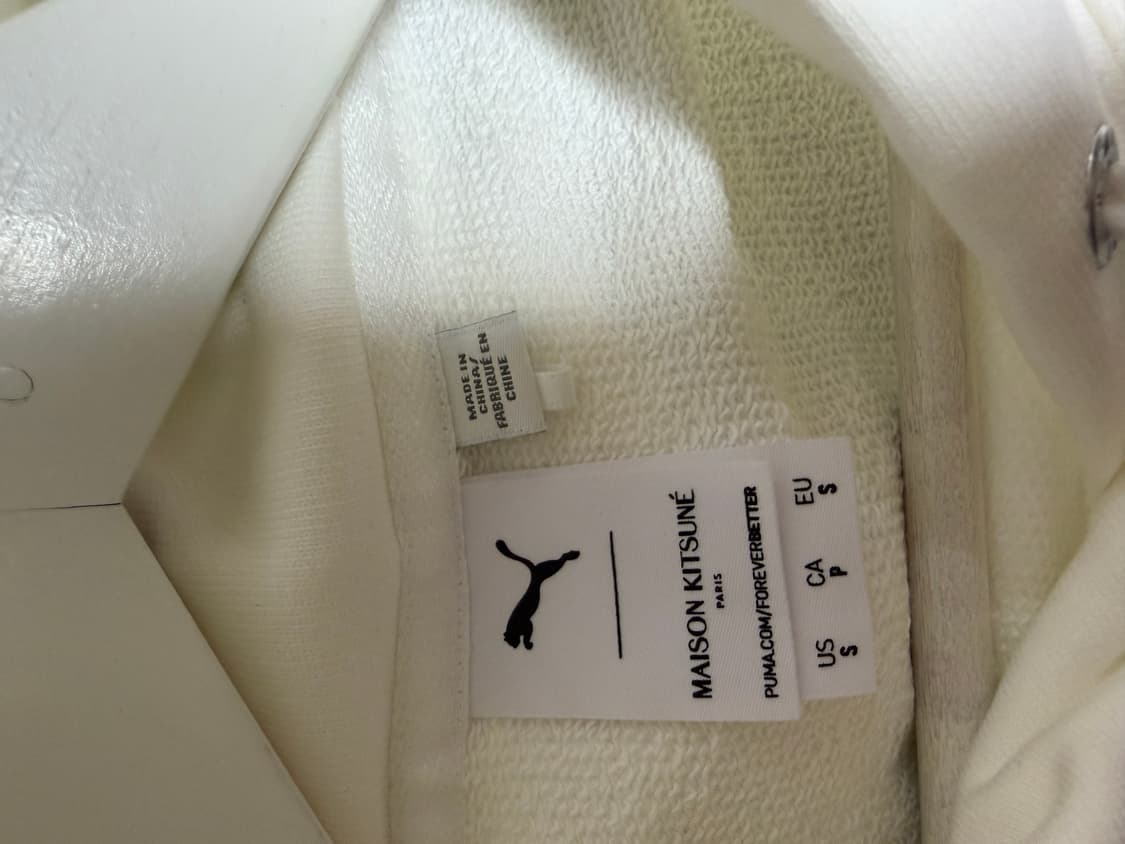 MADE IN
CHINA/
FABRIQUÉ EN
CHINE
MAISON KITSUNÉ
PARIS
PUMA.COM/FOREVERBETTER
US CA EU
S P S